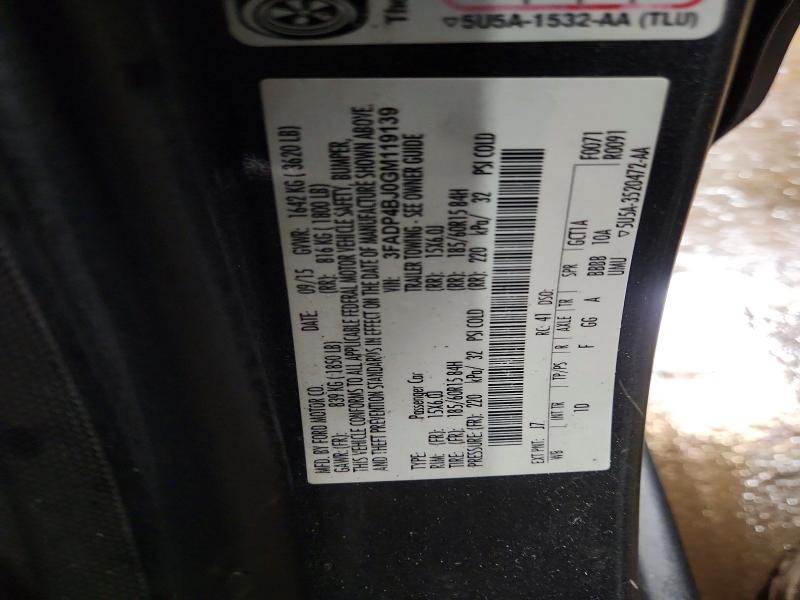 The
▽5U5A-1532-AA (TLU)
MFD. BY FORD MOTOR CO. DATE: 09/15 GVWR: 1642 KG ( 3620 LB)
GAWR: (FR): 839 KG ( 1850 LB) (RR): 816 KG ( 1800 LB)
THIS VEHICLE CONFORMS TO ALL APPLICABLE FEDERAL MOTOR VEHICLE SAFETY, BUMPER,
AND THEFT PREVENTION STANDARDS IN EFFECT ON THE DATE OF MANUFACTURE SHOWN ABOVE.
VIN: 3FADP4BJ0GM119139
TYPE: Passenger Car TRAILER TOWING - SEE OWNER GUIDE
RIM: (FR): 15X6.0J (RR): 15X6.0J
TIRE: (FR): 185/60R15 84H (RR): 185/60R15 84H
PRESSURE: (FR): 220 kPa/ 32 PSI COLD (RR): 220 kPa/ 32 PSI COLD
EXT PNT: J7 RC: 41 DSO: F0071
WB INT TR TP/PS R AXLE TR SPR GCT1A R0091
10 F GG A BBBB 10A
UMU ▽5U5A-3520472-AA